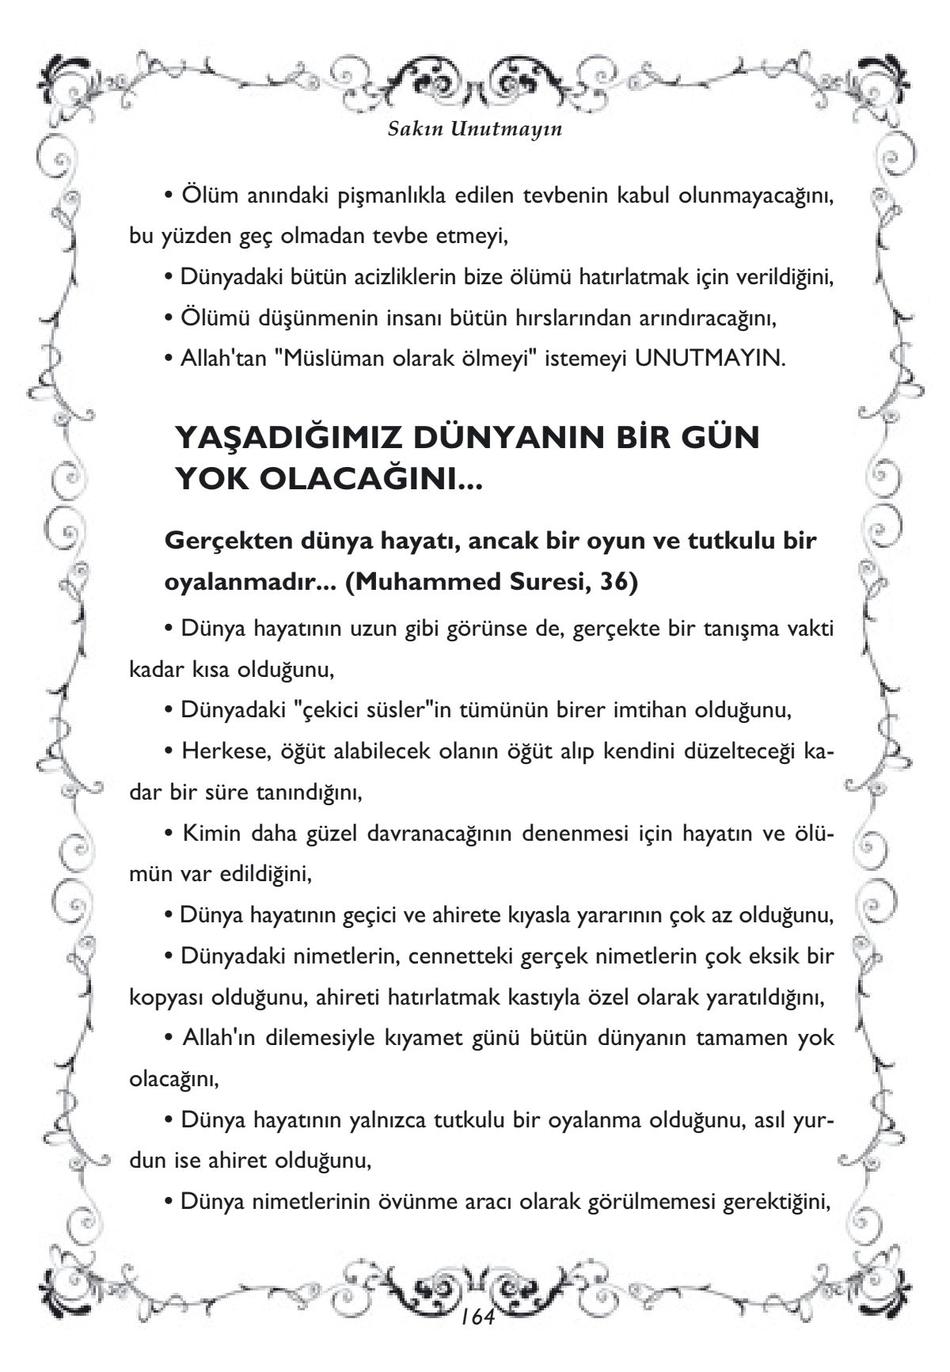 Sakın Unutmayın
• Ölüm anındaki pişmanlıkla edilen tevbenin kabul olunmayacağını,
bu yüzden geç olmadan tevbe etmeyi,
• Dünyadaki bütün acizliklerin bize ölümü hatırlatmak için verildiğini,
• Ölümü düşünmenin insanı bütün hırslarından arındıracağını,
• Allah'tan "Müslüman olarak ölmeyi" istemeyi UNUTMAYIN.
YAŞADIĞIMIZ DÜNYANIN BİR GÜN
YOK OLACAĞINI...
Gerçekten dünya hayatı, ancak bir oyun ve tutkulu bir
oyalanmadır... (Muhammed Suresi, 36)
• Dünya hayatının uzun gibi görünse de, gerçekte bir tanışma vakti
kadar kısa olduğunu,
• Dünyadaki "çekici süsler"in tümünün birer imtihan olduğunu,
• Herkese, öğüt alabilecek olanın öğüt alıp kendini düzelteceği ka-
dar bir süre tanındığını,
• Kimin daha güzel davranacağının denenmesi için hayatın ve ölü-
mün var edildiğini,
• Dünya hayatının geçici ve ahirete kıyasla yararının çok az olduğunu,
• Dünyadaki nimetlerin, cennetteki gerçek nimetlerin çok eksik bir
kopyası olduğunu, ahireti hatırlatmak kastıyla özel olarak yaratıldığını,
• Allah'ın dilemesiyle kıyamet günü bütün dünyanın tamamen yok
olacağını,
• Dünya hayatının yalnızca tutkulu bir oyalanma olduğunu, asıl yur-
dun ise ahiret olduğunu,
• Dünya nimetlerinin övünme aracı olarak görülmemesi gerektiğini,
164